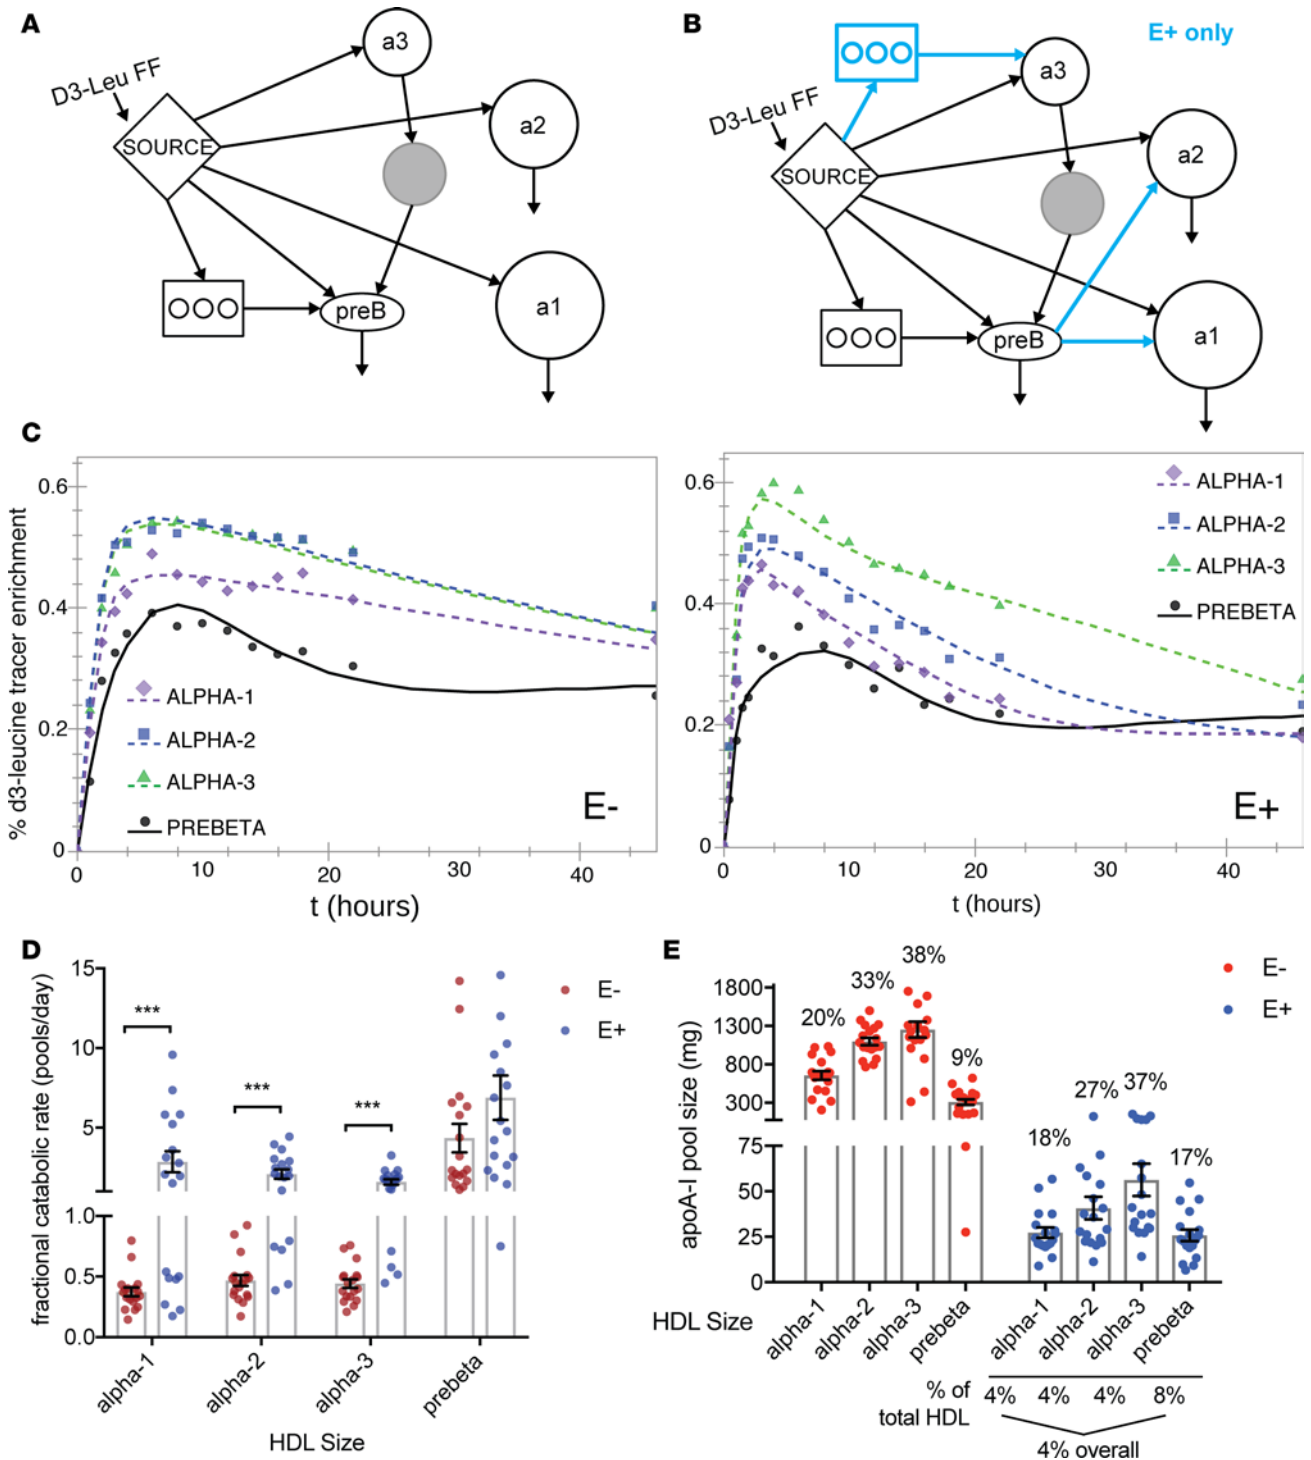 A
D3-Leu FF
SOURCE
a3
a2
a1
preB
B
E+ only
D3-Leu FF
SOURCE
a3
a2
a1
preB
C
% d3-leucine tracer enrichment
0.6
0.4
0.2
0
ALPHA-1
ALPHA-2
ALPHA-3
PREBETA
E-
0 10 20 30 40
t (hours)
0.6
0.4
0.2
0
ALPHA-1
ALPHA-2
ALPHA-3
PREBETA
E+
0 10 20 30 40
t (hours)
D
fractional catabolic rate (pools/day)
15
10
5
1.0
0.5
0.0
***
***
***
E-
E+
alpha-1
alpha-2
alpha-3
prebeta
HDL Size
E
apoA-I pool size (mg)
1800
1300
800
300
75
50
25
0
20%
33%
38%
9%
18%
27%
37%
17%
E-
E+
HDL Size
alpha-1
alpha-2
alpha-3
prebeta
alpha-1
alpha-2
alpha-3
prebeta
% of
total HDL
4% 4% 4% 8%
4% overall